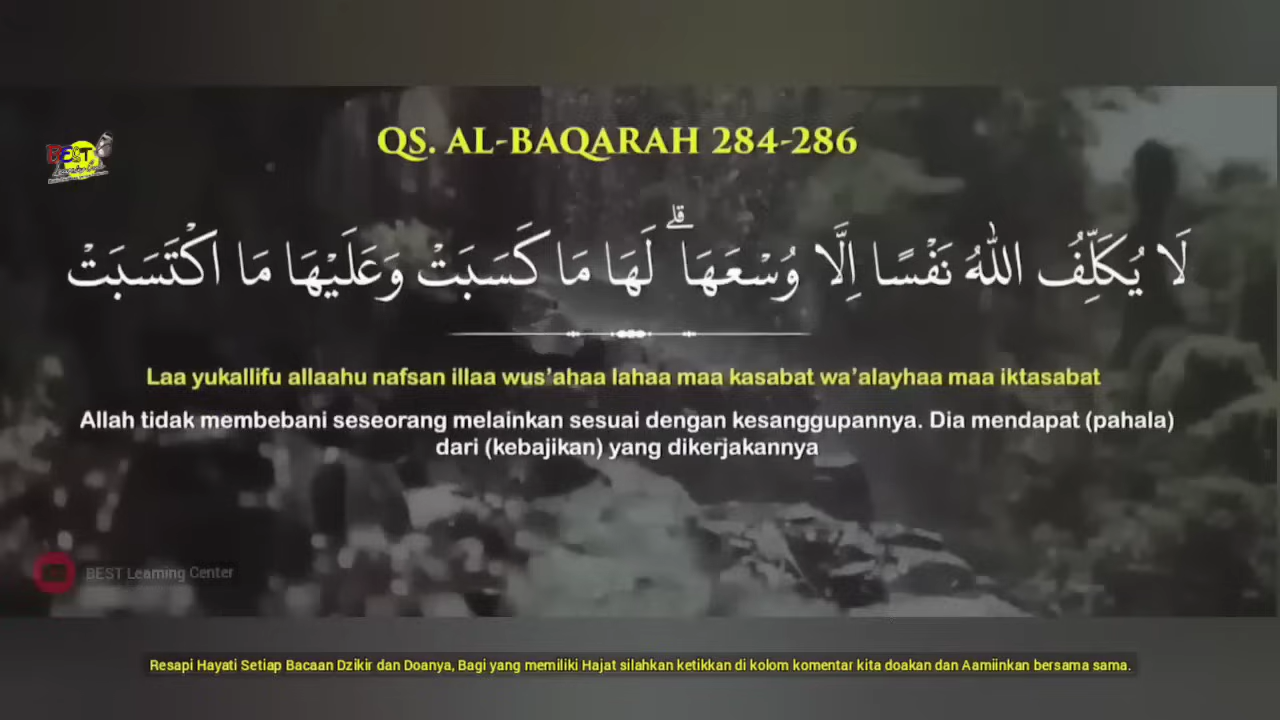 QS. AL-BAQARAH 284-286
BEST
لَا يُكَلِّفُ اللّٰهُ نَفْسًا اِلَّا وُسْعَهَا ۗ لَهَا مَا كَسَبَتْ وَعَلَيْهَا مَا اكْتَسَبَتْ
Laa yukallifu allaahu nafsan illaa wus’ahaa lahaa maa kasabat wa’alayhaa maa iktasabat
Allah tidak membebani seseorang melainkan sesuai dengan kesanggupannya. Dia mendapat (pahala)
dari (kebajikan) yang dikerjakannya
BEST Learning Center
Resapi Hayati Setiap Bacaan Dzikir dan Doanya, Bagi yang memiliki Hajat silahkan ketikkan di kolom komentar kita doakan dan Aamiinkan bersama sama.